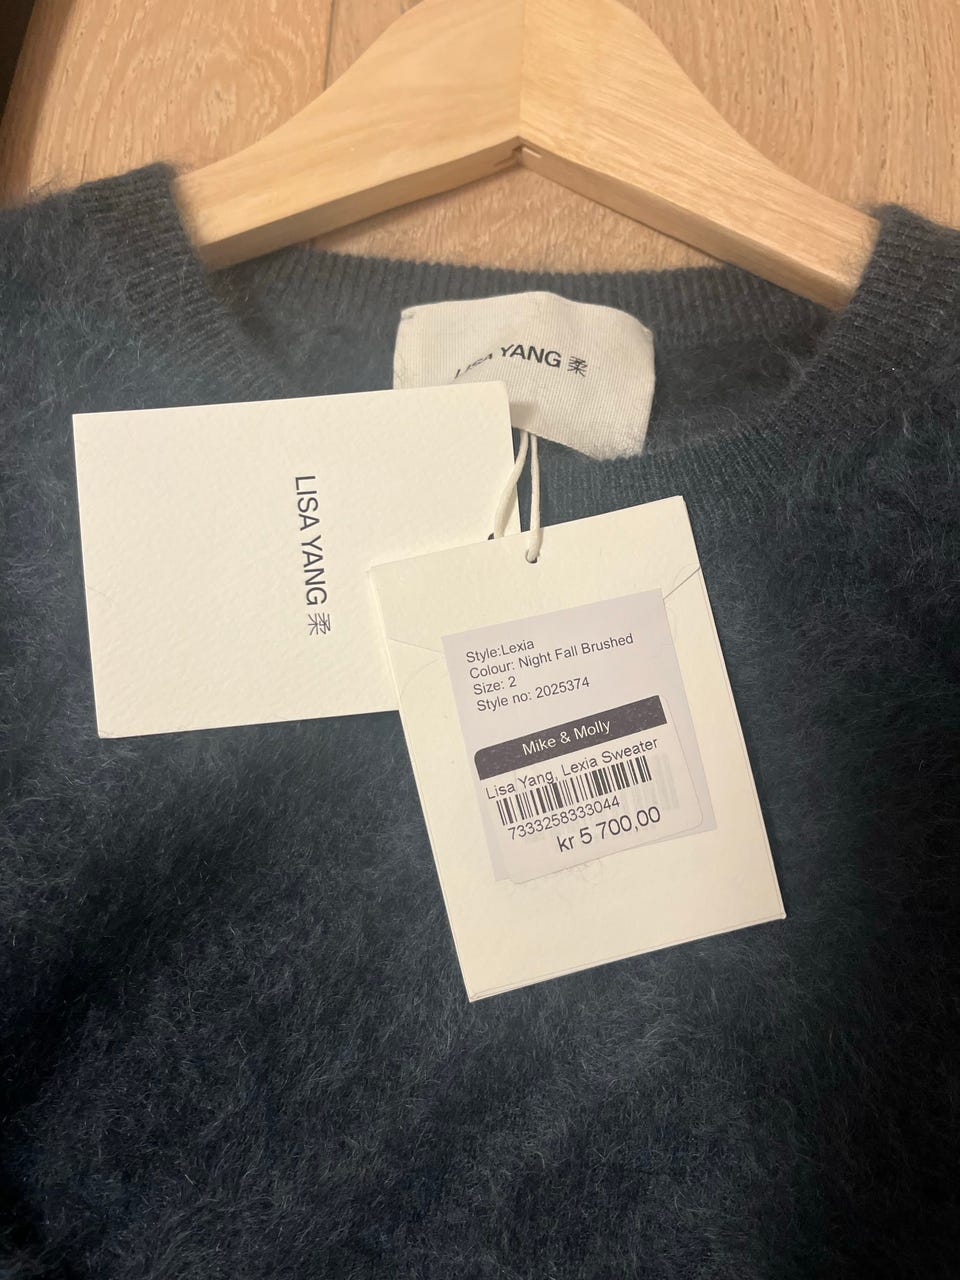 LISA YANG 柔
LISA YANG 柔
Style:Lexia
Colour: Night Fall Brushed
Size: 2
Style no: 2025374
Mike & Molly
Lisa Yang, Lexia Sweater
7333258333044
kr 5 700,00